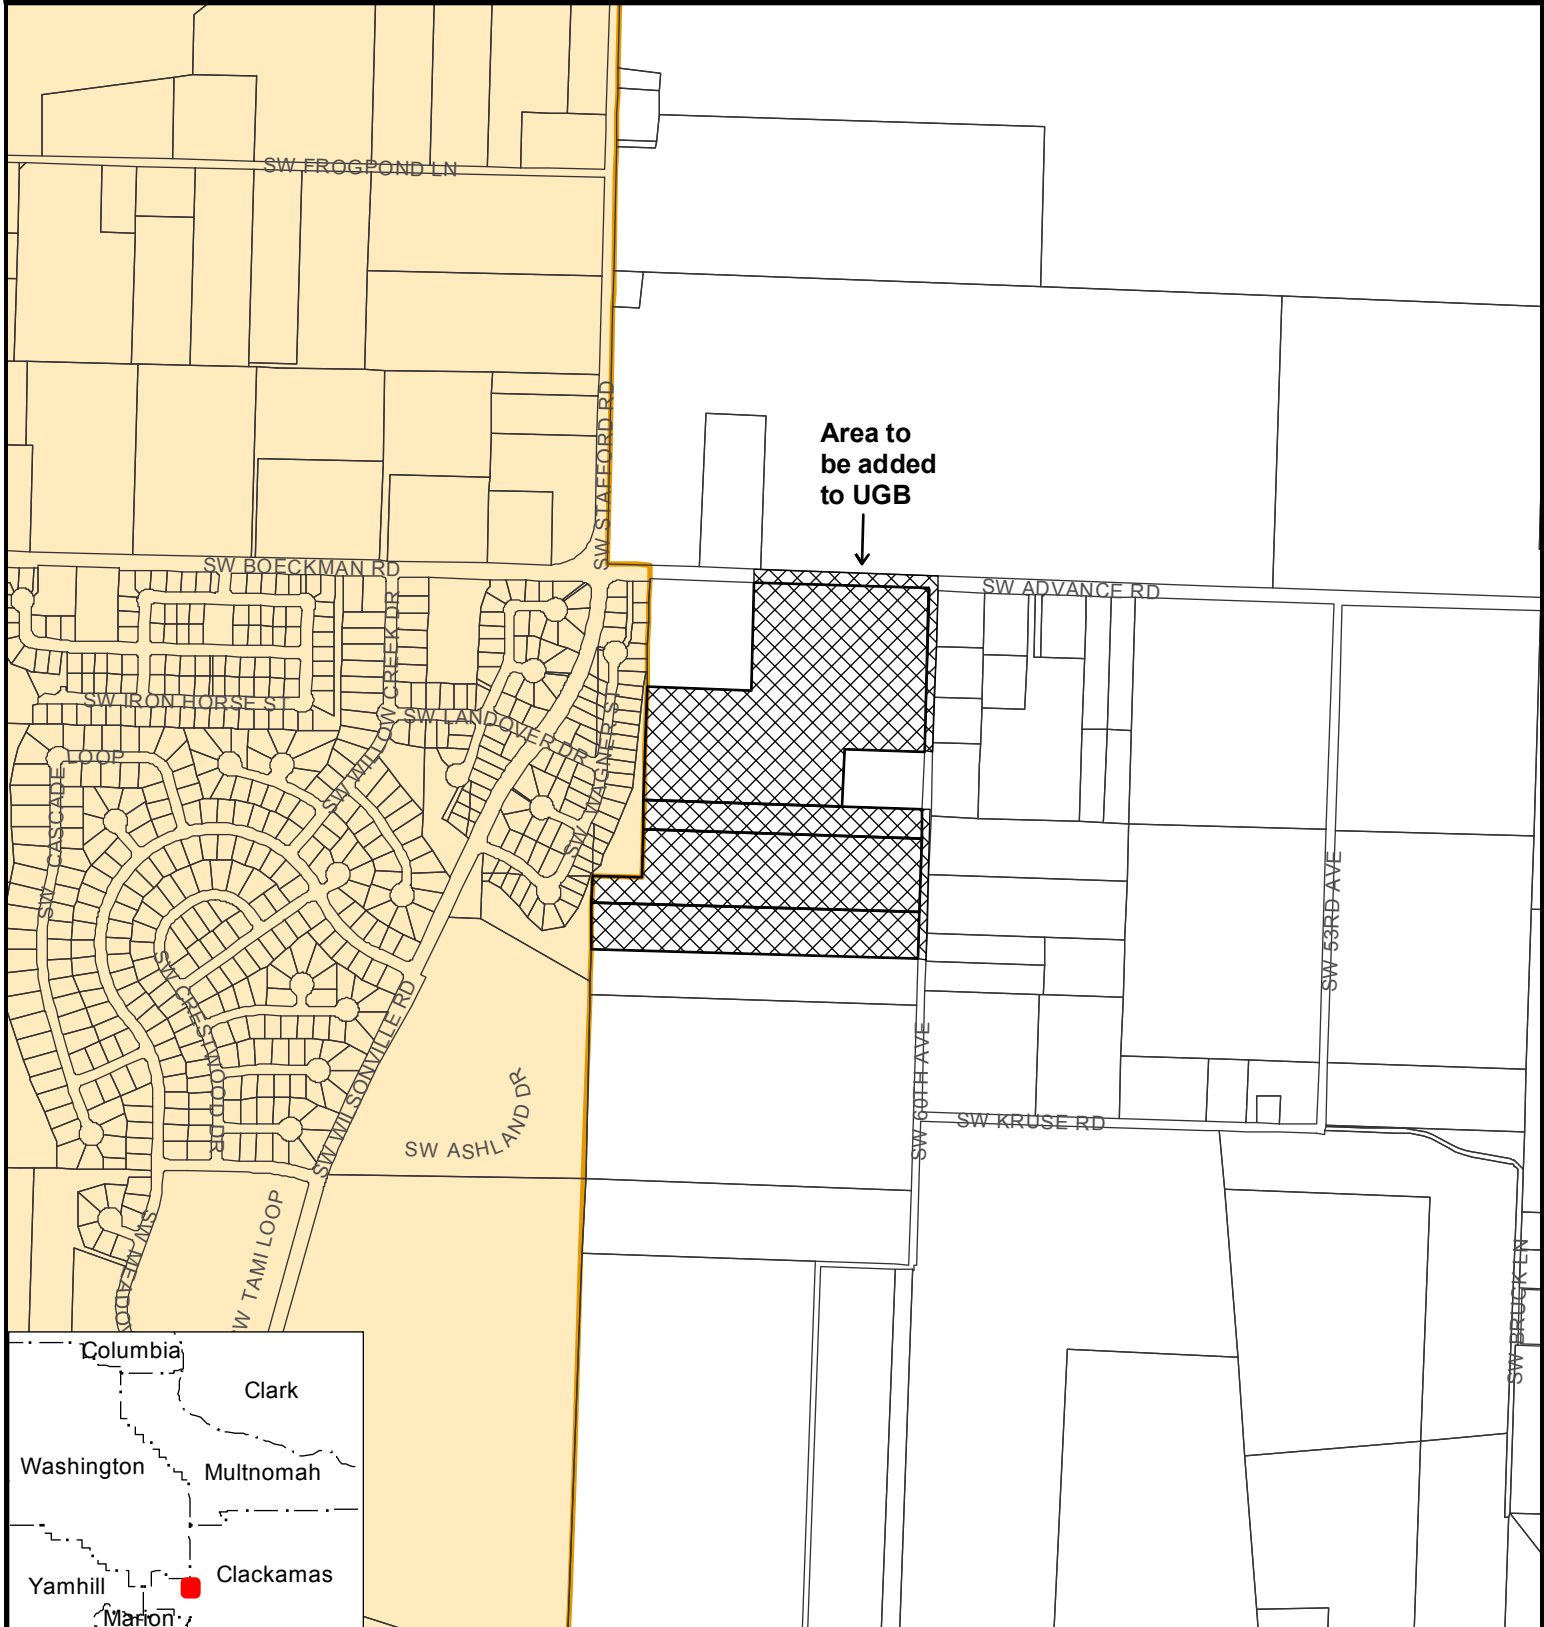 SW FROGPOND LN
SW STAFFORD RD
Area to
be added
to UGB
SW BOECKMAN RD
SW ADVANCE RD
SW WILLOW CREEK DR
SW IRON HORSE ST
SW LANDOVER DR
SW WAGNER ST
SW CASCADE LOOP
SW CRESTWOOD DR
SW WILSONVILLE RD
SW ASHLAND DR
SW 53RD AVE
SW 60TH AVE
SW KRUSE RD
SW TAMI LOOP
SW BRUCK LN
Columbia
Clark
Washington
Multnomah
Yamhill
Clackamas
Marion